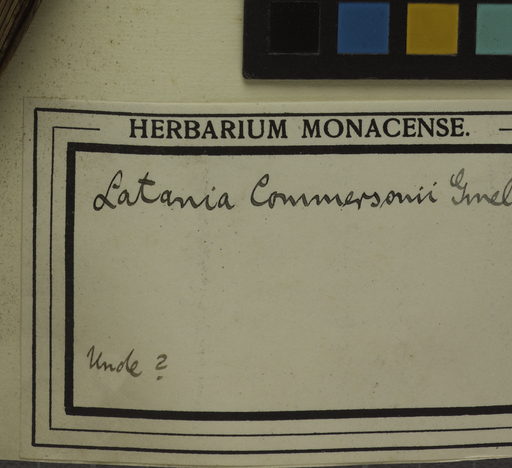 HERBARIUM MONACENSE.
Latania Commersonii Gmel
Unde ?